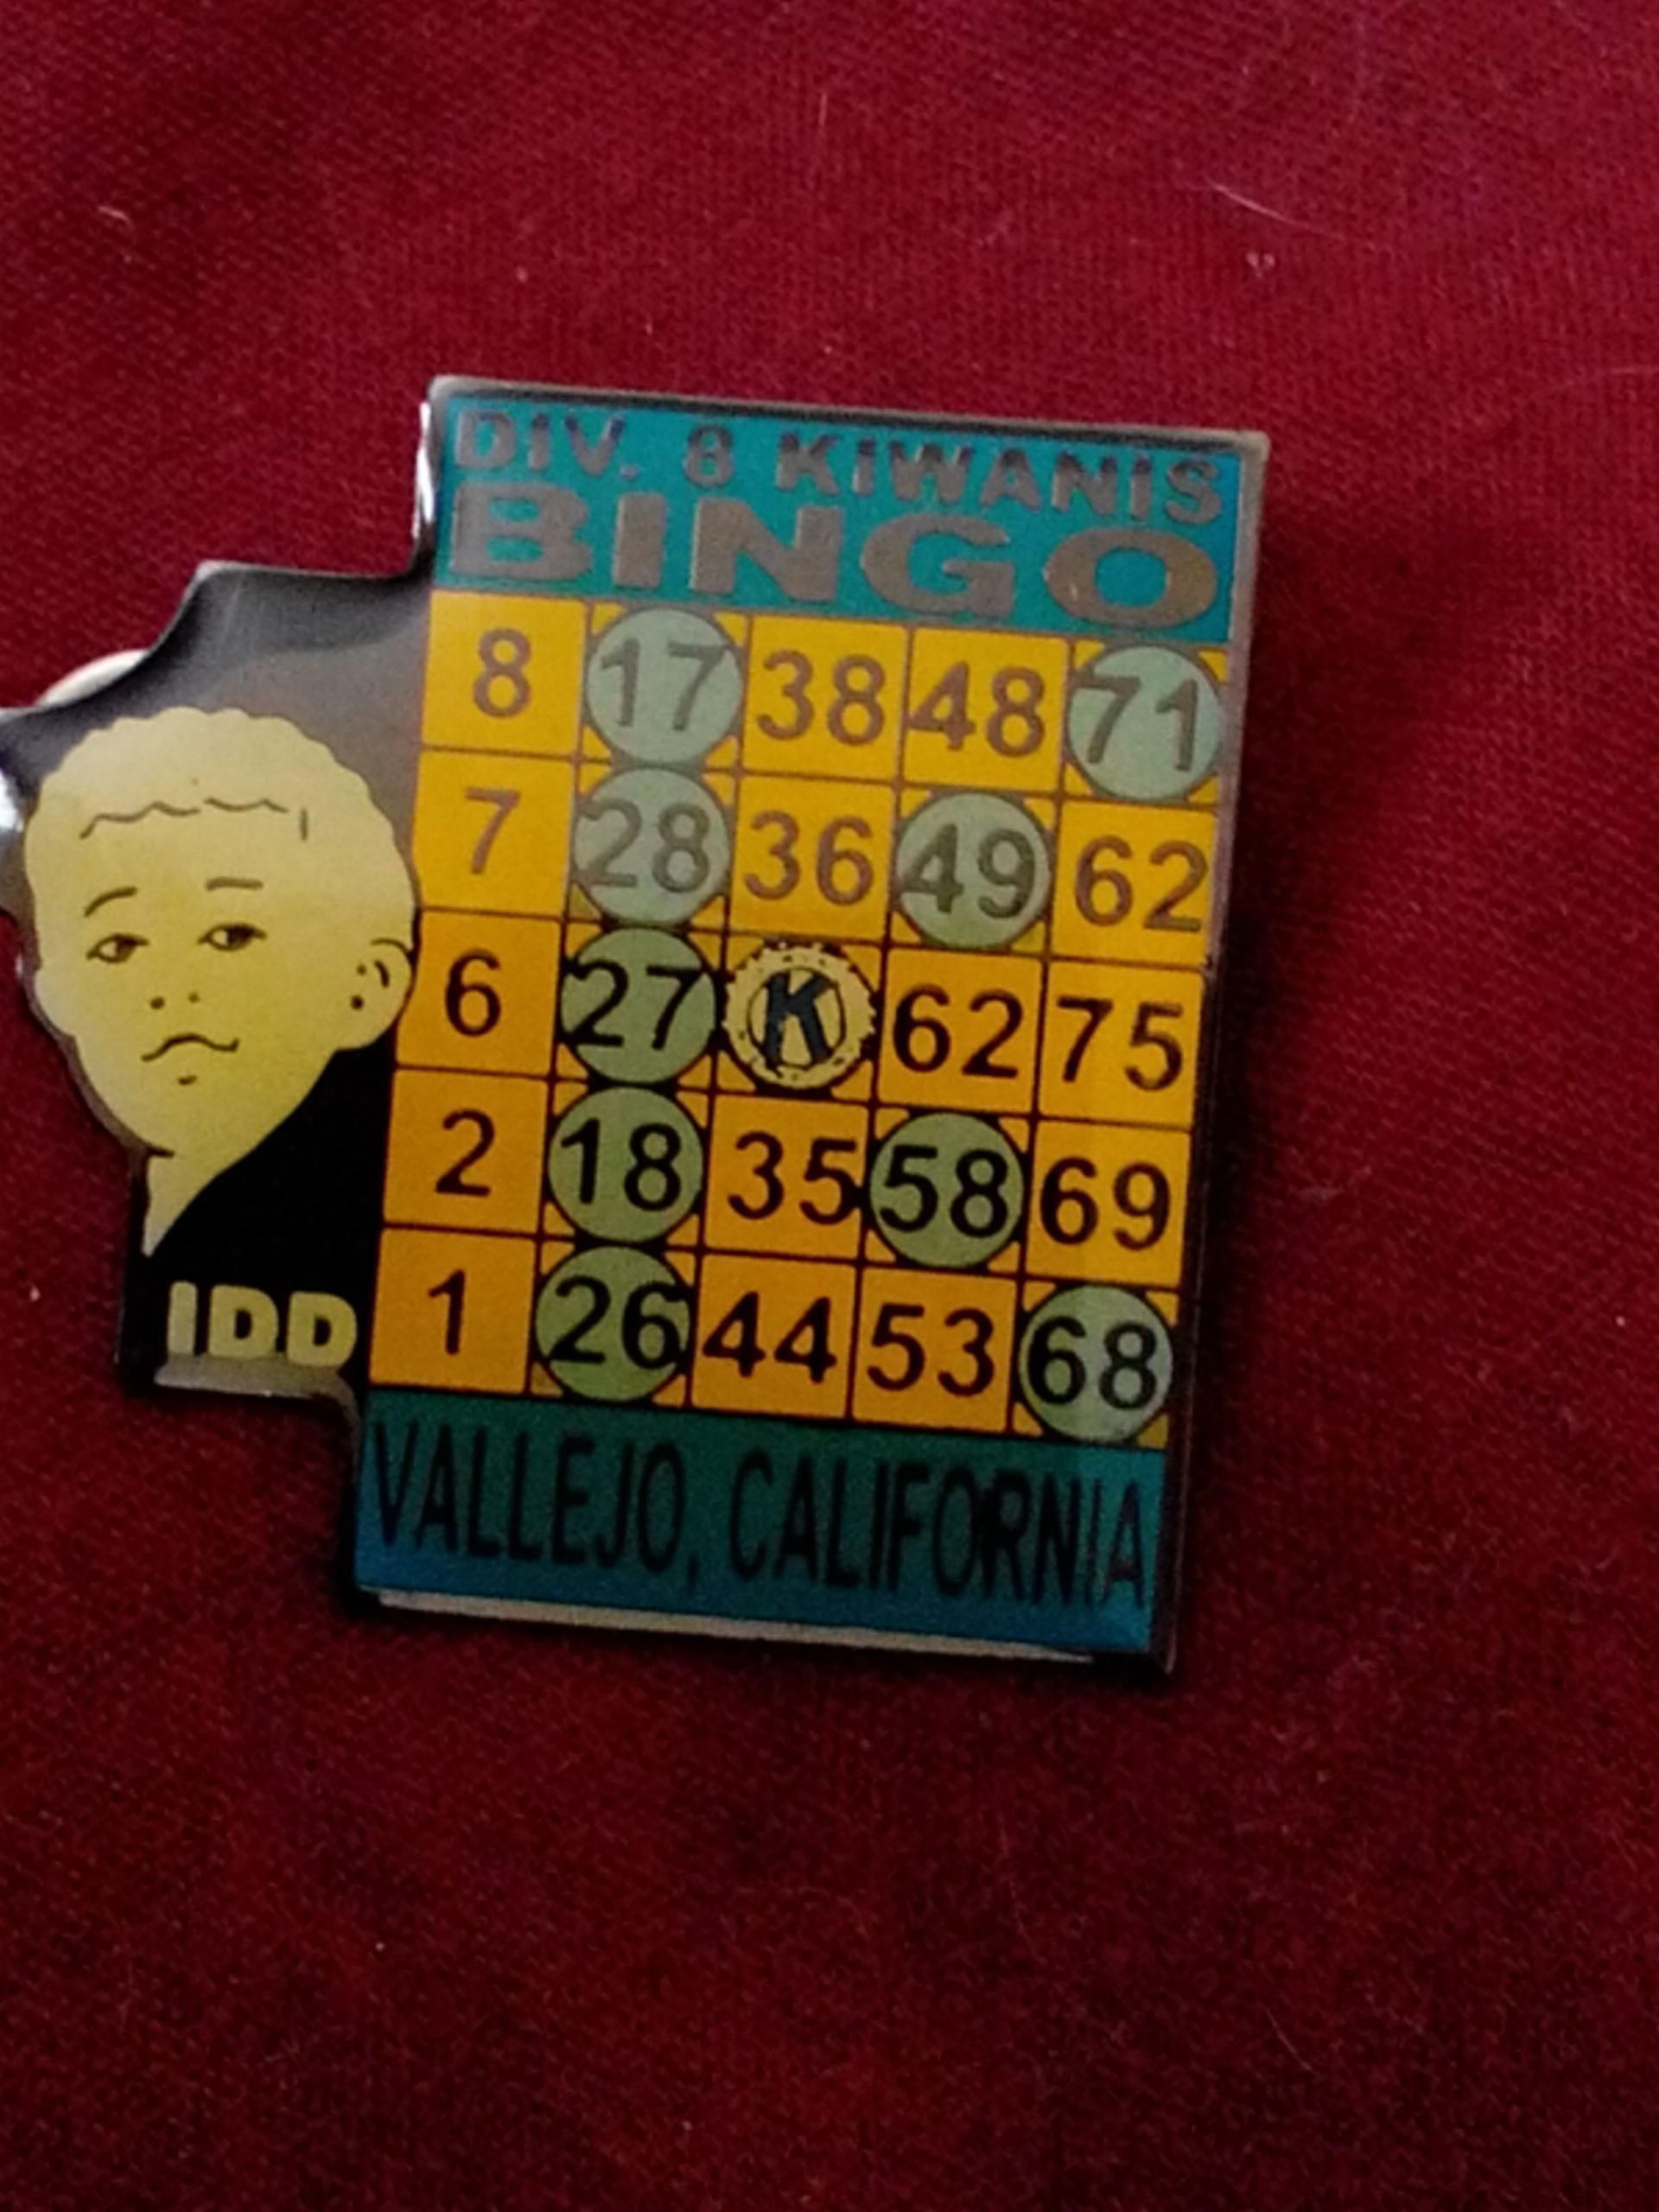 DIV. 8 KIWANIS
BINGO
8 17 38 48 71
7 28 36 49 62
6 27 K 62 75
2 18 35 58 69
1 26 44 53 68
IDD
VALLEJO, CALIFORNIA